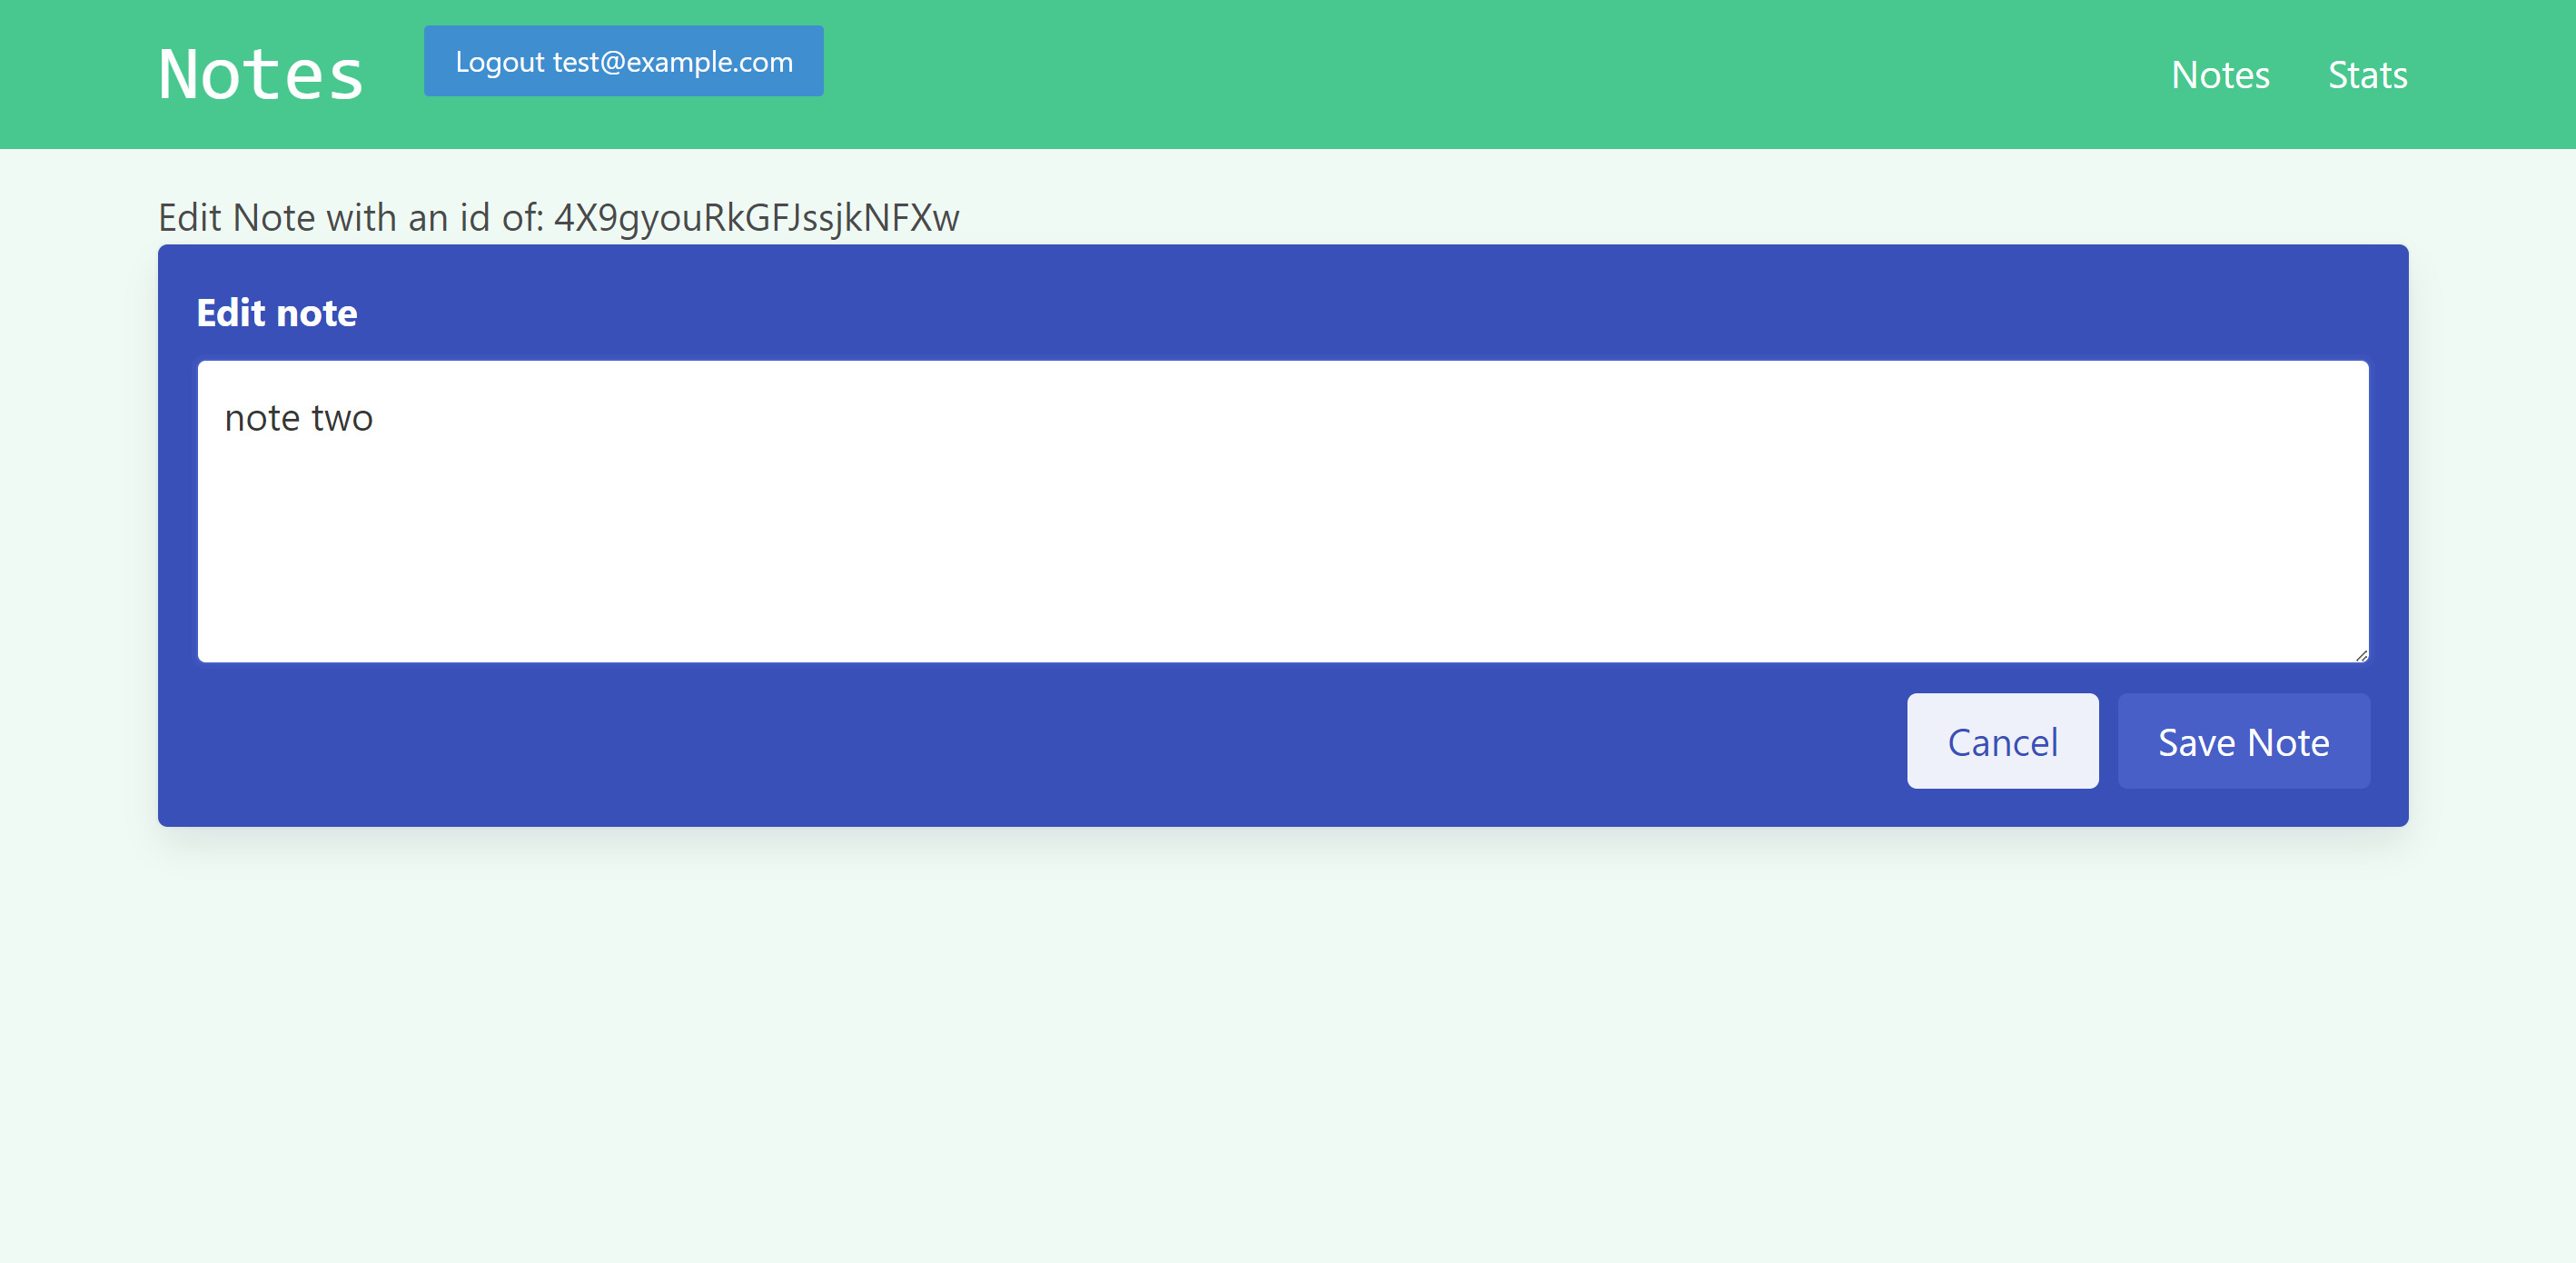 Notes
Logout test@example.com
Notes
Stats
Edit Note with an id of: 4X9gyouRkGFJssjkNFXw
Edit note
note two
Cancel
Save Note